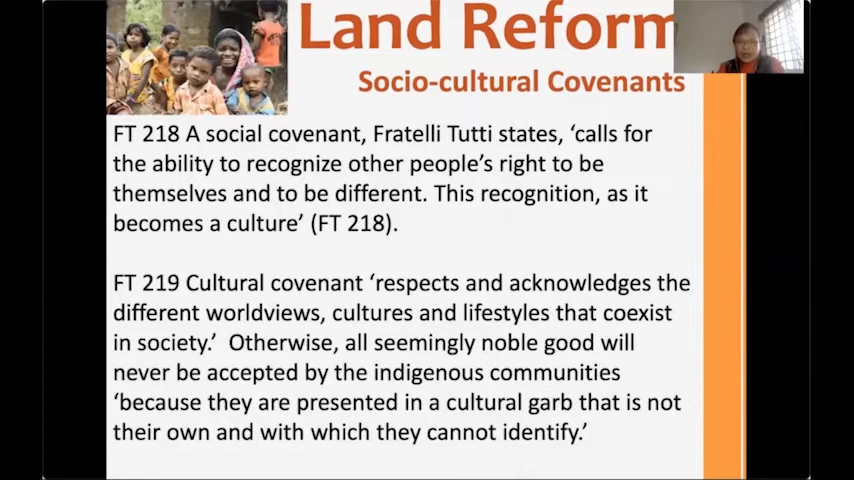 Land Reform
Socio-cultural Covenants
FT 218 A social covenant, Fratelli Tutti states, ‘calls for
the ability to recognize other people’s right to be
themselves and to be different. This recognition, as it
becomes a culture’ (FT 218).
FT 219 Cultural covenant ‘respects and acknowledges the
different worldviews, cultures and lifestyles that coexist
in society.’  Otherwise, all seemingly noble good will
never be accepted by the indigenous communities
‘because they are presented in a cultural garb that is not
their own and with which they cannot identify.’